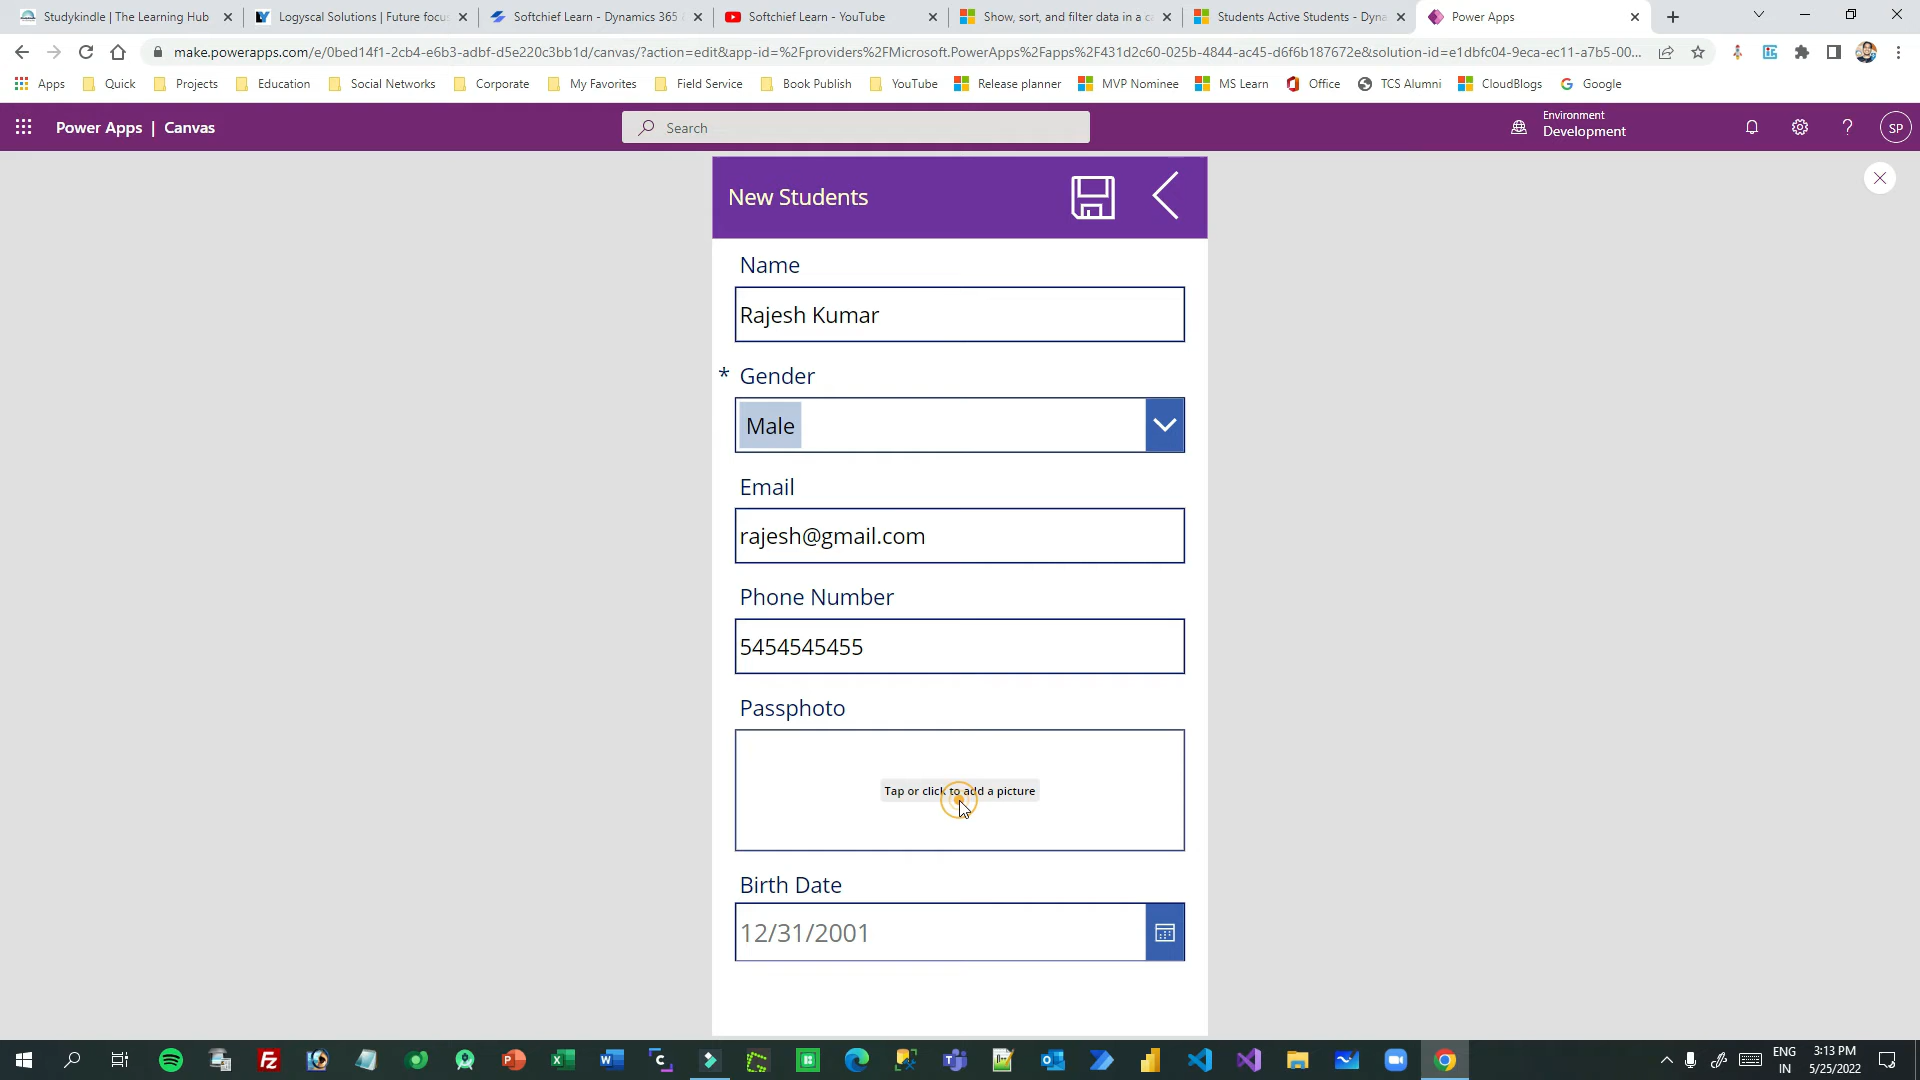 Studykindle | The Learning Hub
Logyscal Solutions | Future focu
Softchief Learn - Dynamics 365
Softchief Learn - YouTube
Show, sort, and filter data in a c
Students Active Students - Dyna
Power Apps
make.powerapps.com/e/0bed14f1-2cb4-e6b3-adbf-d5e220c3bb1d/canvas/?action=edit&app-id=%2Fproviders%2FMicrosoft.PowerApps%2Fapps%2F431d2c60-025b-4844-ac45-d6f6b187672e&solution-id=e1dbfc04-9eca-ec11-a7b5-00...
Apps
Quick
Projects
Education
Social Networks
Corporate
My Favorites
Field Service
Book Publish
YouTube
Release planner
MVP Nominee
MS Learn
Office
TCS Alumni
CloudBlogs
Google
Power Apps | Canvas
Search
Environment
Development
SP
New Students
Name
Rajesh Kumar
* Gender
Male
Email
rajesh@gmail.com
Phone Number
5454545455
Passphoto
Tap or click to add a picture
Birth Date
12/31/2001
ENG
IN
3:13 PM
5/25/2022